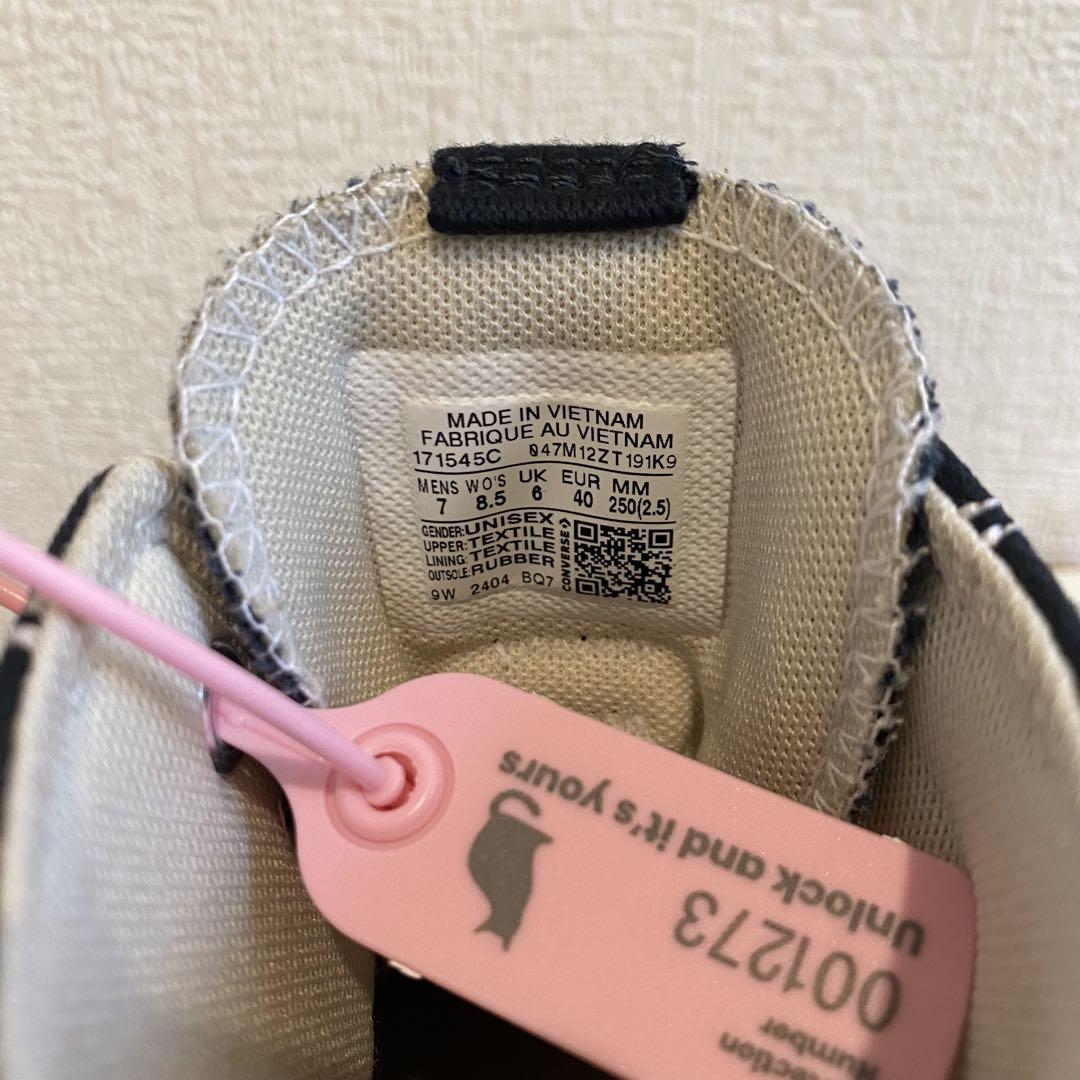 MADE IN VIETNAM
FABRIQUE AU VIETNAM
171545C 047M12ZT191K9
MENS WO'S UK EUR MM
7 8.5 6 40 250(2.5)
GENDER:UNISEX
UPPER:TEXTILE
LINING:TEXTILE
OUTSOLE:RUBBER
9W 2404 BQ7
CONVERSE
Number
001273
Unlock and it's yours